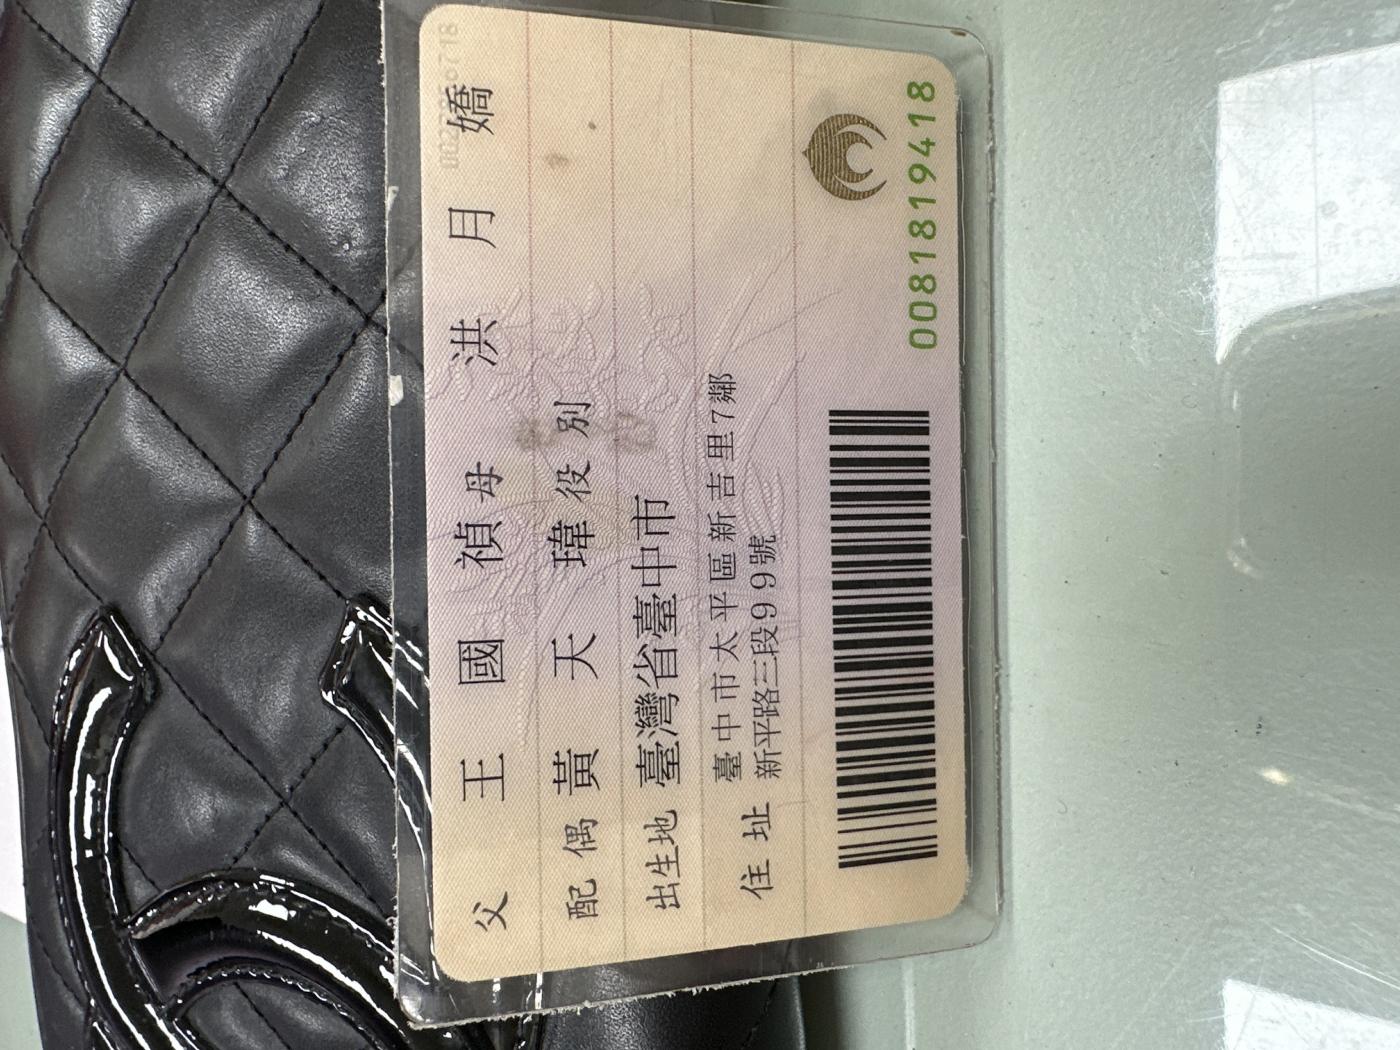 父 王國禎 母 洪月嬌
配偶 黃天瑋 役別
出生地 臺灣省臺中市
住址 臺中市太平區新吉里7鄰
新平路三段99號
0081819418